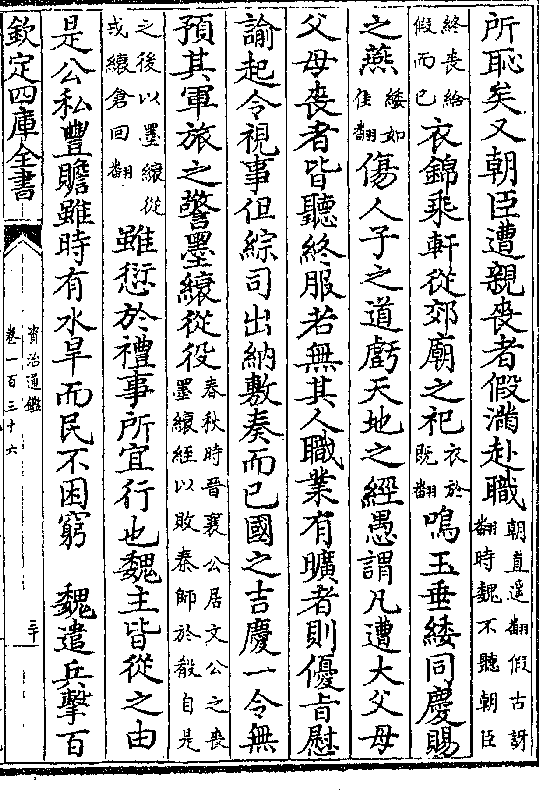 所恥矣又朝臣遭親喪者假滿赴職朝直遥翻假古訝翻時魏不聽朝臣
終喪給假而已衣錦乘軒從郊廟之祀衣於既翻鳴玉垂綏同慶賜
之燕綏如佳翻傷人子之道虧天地之經愚謂凡遭大父母
父母喪者皆聽終服若無其人職業有曠者則優旨慰
諭起令視事但綜司出納敷奏而已國之吉慶一令無
預其軍旅之警墨縗從役春秋時晉襄公居文公之喪墨縗絰以敗秦師於殽自是
之後以墨縗從戎縗倉回翻雖愆於禮事所宜行也魏主皆從之由
是公私豐贍雖時有水旱而民不困窮　魏遣兵擊百
欽定四庫全書
資治通鑑
卷一百三十六
三十